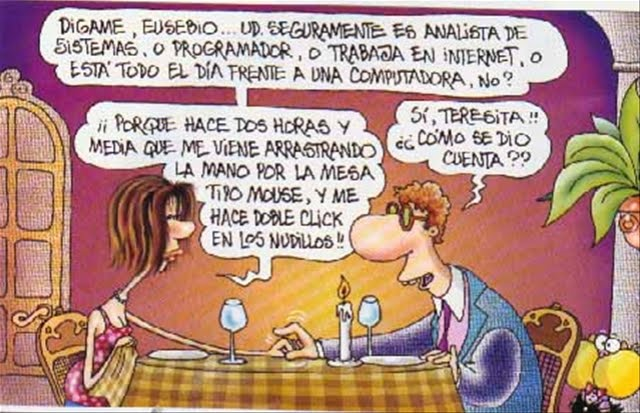 DÍGAME, EUSEBIO... UD. SEGURAMENTE ES ANALISTA DE
SISTEMAS, O PROGRAMADOR, O TRABAJA EN INTERNET, O
ESTÁ TODO EL DÍA FRENTE A UNA COMPUTADORA, NO?
SÍ, TERESITA!!
¿¿CÓMO SE DIO
CUENTA??
¡¡PORQUE HACE DOS HORAS Y
MEDIA QUE ME VIENE ARRASTRANDO
LA MANO POR LA MESA
TIPO MOUSE, Y ME
HACE DOBLE CLICK
EN LOS NUDILLOS!!